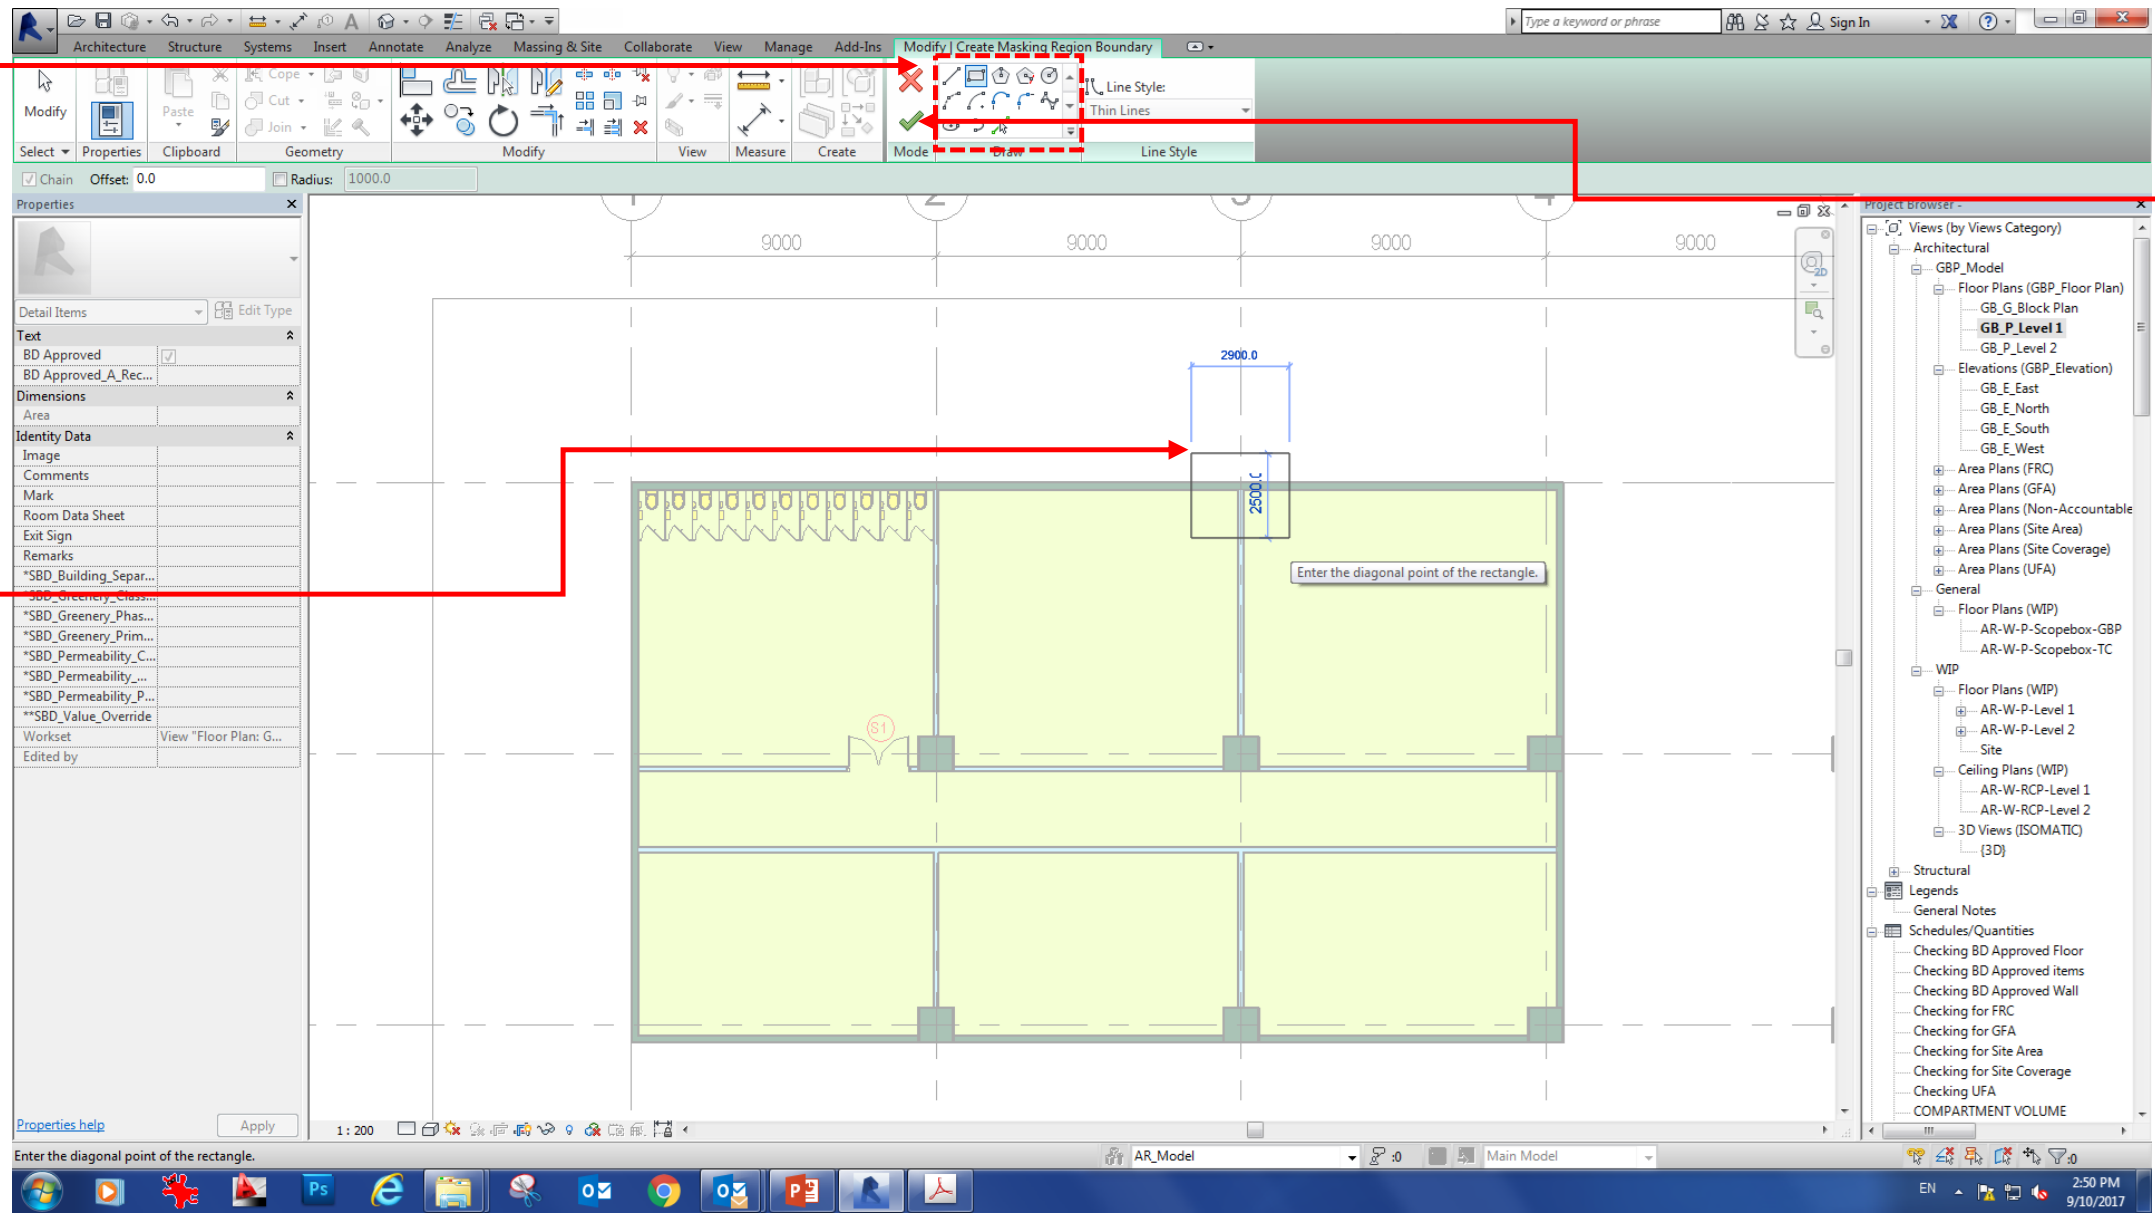 Type a keyword or phrase
Sign In
Architecture Structure Systems Insert Annotate Analyze Massing & Site Collaborate View Manage Add-Ins Modify | Create Masking Region Boundary
Modify
Paste
Cope
Cut
Join
Line Style:
Thin Lines
Select Properties Clipboard Geometry Modify View Measure Create Mode Draw Line Style
Chain Offset: 0.0 Radius: 1000.0
Properties
Detail Items
Edit Type
Text
BD Approved
BD Approved_A_Rec...
Dimensions
Area
Identity Data
Image
Comments
Mark
Room Data Sheet
Exit Sign
Remarks
*SBD_Building_Separ...
*SBD_Greenery_Class...
*SBD_Greenery_Phas...
*SBD_Greenery_Prim...
*SBD_Permeability_C...
*SBD_Permeability_...
*SBD_Permeability_P...
**SBD_Value_Override
Workset View "Floor Plan: G...
Edited by
Properties help
Apply
1 2 3 4
9000 9000 9000 9000
2900.0
2500.0
Enter the diagonal point of the rectangle.
S1
2D
1 : 200
Project Browser -
Views (by Views Category)
Architectural
GBP_Model
Floor Plans (GBP_Floor Plan)
GB_G_Block Plan
GB_P_Level 1
GB_P_Level 2
Elevations (GBP_Elevation)
GB_E_East
GB_E_North
GB_E_South
GB_E_West
Area Plans (FRC)
Area Plans (GFA)
Area Plans (Non-Accountable
Area Plans (Site Area)
Area Plans (Site Coverage)
Area Plans (UFA)
General
Floor Plans (WIP)
AR-W-P-Scopebox-GBP
AR-W-P-Scopebox-TC
WIP
Floor Plans (WIP)
AR-W-P-Level 1
AR-W-P-Level 2
Site
Ceiling Plans (WIP)
AR-W-RCP-Level 1
AR-W-RCP-Level 2
3D Views (ISOMATIC)
{3D}
Structural
Legends
General Notes
Schedules/Quantities
Checking BD Approved Floor
Checking BD Approved items
Checking BD Approved Wall
Checking for FRC
Checking for GFA
Checking for Site Area
Checking for Site Coverage
Checking UFA
COMPARTMENT VOLUME
Enter the diagonal point of the rectangle.
AR_Model
:0
Main Model
:0
Ps
EN
2:50 PM
9/10/2017